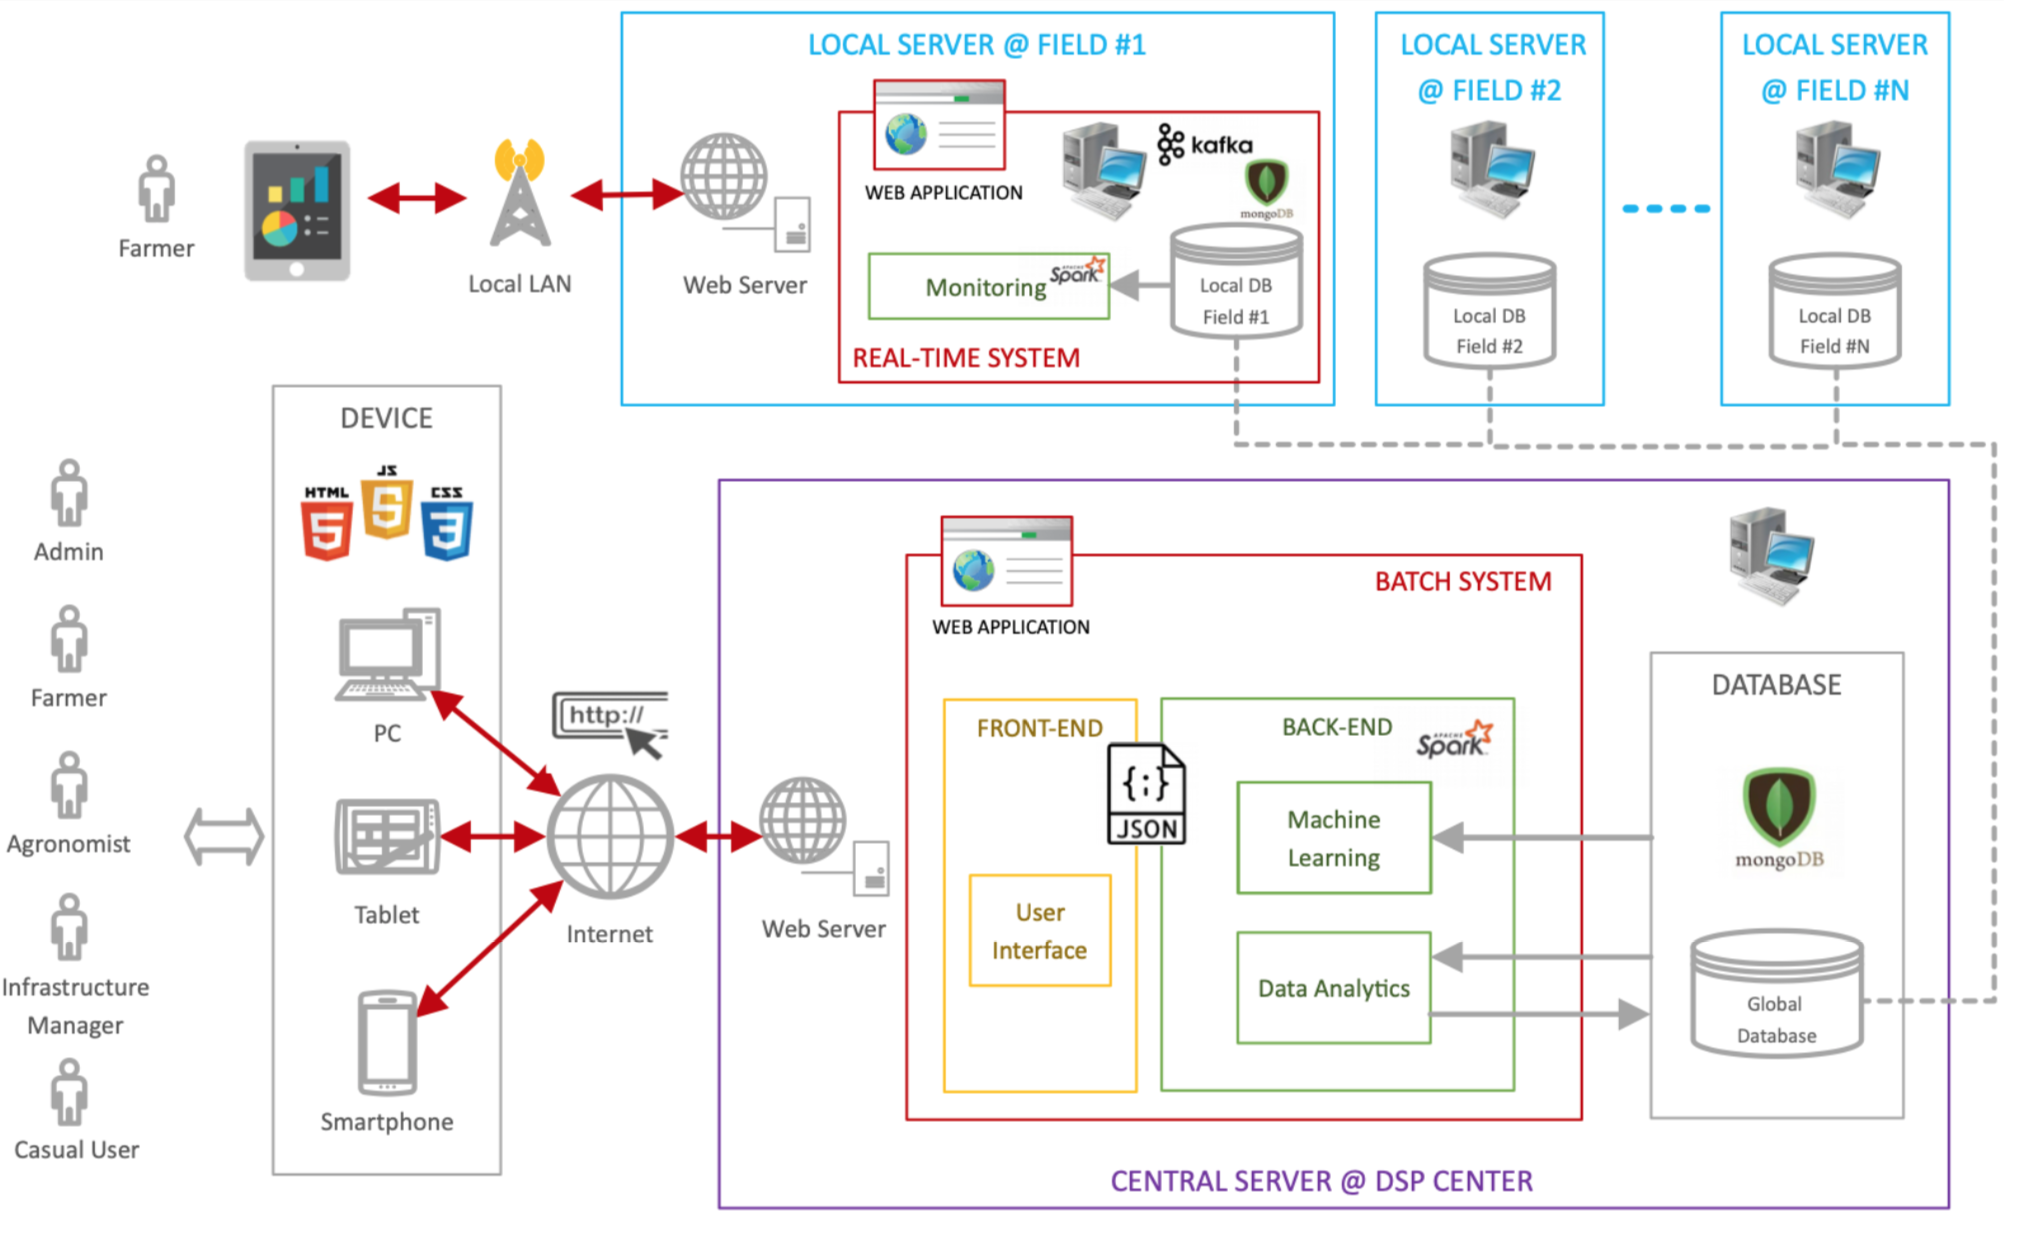 LOCAL SERVER @ FIELD #1
LOCAL SERVER
@ FIELD #2
LOCAL SERVER
@ FIELD #N
kafka
mongoDB
WEB APPLICATION
Farmer
Local LAN
Web Server
Monitoring
APACHE
Spark
Local DB
Field #1
REAL-TIME SYSTEM
Local DB
Field #2
Local DB
Field #N
DEVICE
HTML
5
JS
5
CSS
3
Admin
Farmer
Agronomist
Infrastructure
Manager
Casual User
PC
Tablet
Smartphone
http://
Internet
Web Server
WEB APPLICATION
BATCH SYSTEM
FRONT-END
User
Interface
{;}
JSON
BACK-END
APACHE
Spark
Machine
Learning
Data Analytics
DATABASE
mongoDB
Global
Database
CENTRAL SERVER @ DSP CENTER